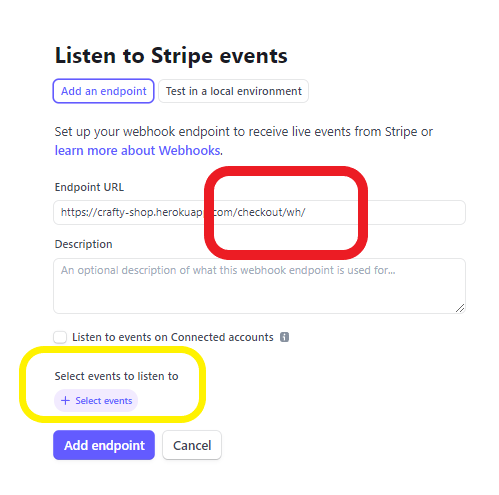 Listen to Stripe events
Add an endpoint
Test in a local environment
Set up your webhook endpoint to receive live events from Stripe or
learn more about Webhooks.
Endpoint URL
https://crafty-shop.herokuap .com/checkout/wh/
Description
An optional description of what this webhook endpoint is used for...
Listen to events on Connected accounts
Select events to listen to
+ Select events
Add endpoint
Cancel